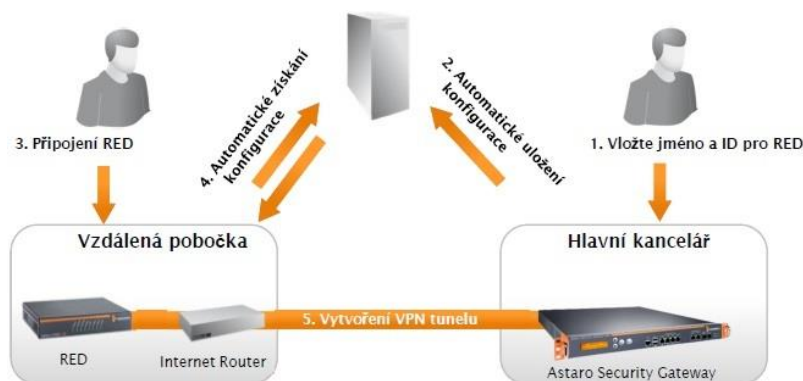 3. Připojení RED
4. Automatické získání
konfigurace
2. Automatické uložení
konfigurace
1. Vložte jméno a ID pro RED
Vzdálená pobočka
Hlavní kancelář
5. Vytvoření VPN tunelu
RED
Internet Router
Astaro Security Gateway